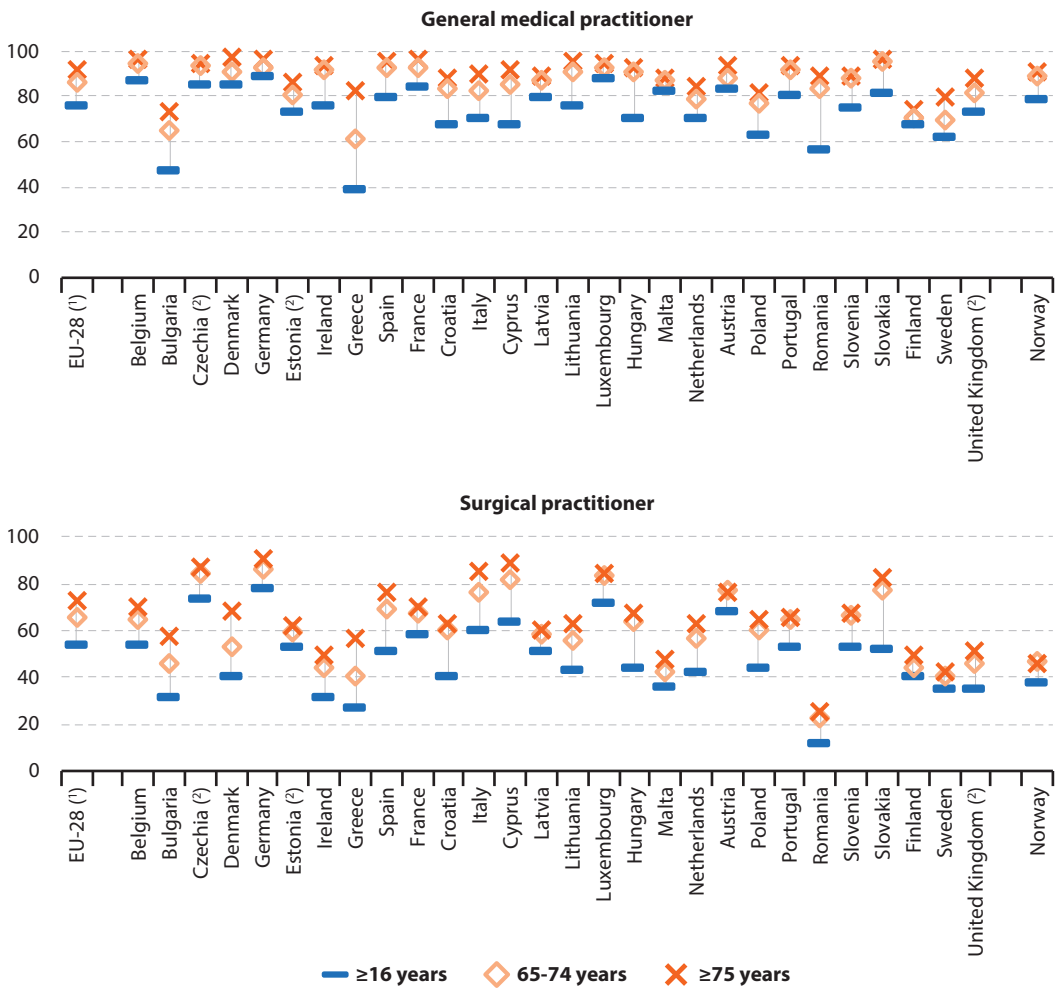 General medical practitioner
100
80
60
40
20
0
EU-28 (¹)
Belgium
Bulgaria
Czechia (²)
Denmark
Germany
Estonia (²)
Ireland
Greece
Spain
France
Croatia
Italy
Cyprus
Latvia
Lithuania
Luxembourg
Hungary
Malta
Netherlands
Austria
Poland
Portugal
Romania
Slovenia
Slovakia
Finland
Sweden
United Kingdom (²)
Norway
Surgical practitioner
100
80
60
40
20
0
EU-28 (¹)
Belgium
Bulgaria
Czechia (²)
Denmark
Germany
Estonia (²)
Ireland
Greece
Spain
France
Croatia
Italy
Cyprus
Latvia
Lithuania
Luxembourg
Hungary
Malta
Netherlands
Austria
Poland
Portugal
Romania
Slovenia
Slovakia
Finland
Sweden
United Kingdom (²)
Norway
≥16 years 65-74 years ≥75 years